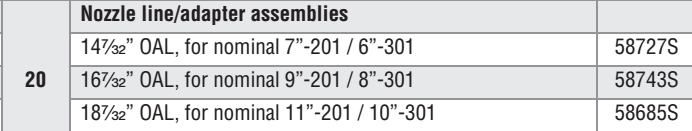 Nozzle line/adapter assemblies
14⁷⁄₃₂” OAL, for nominal 7”-201 / 6”-301 58727S
20 16⁷⁄₃₂” OAL, for nominal 9”-201 / 8”-301 58743S
18⁷⁄₃₂” OAL, for nominal 11”-201 / 10”-301 58685S